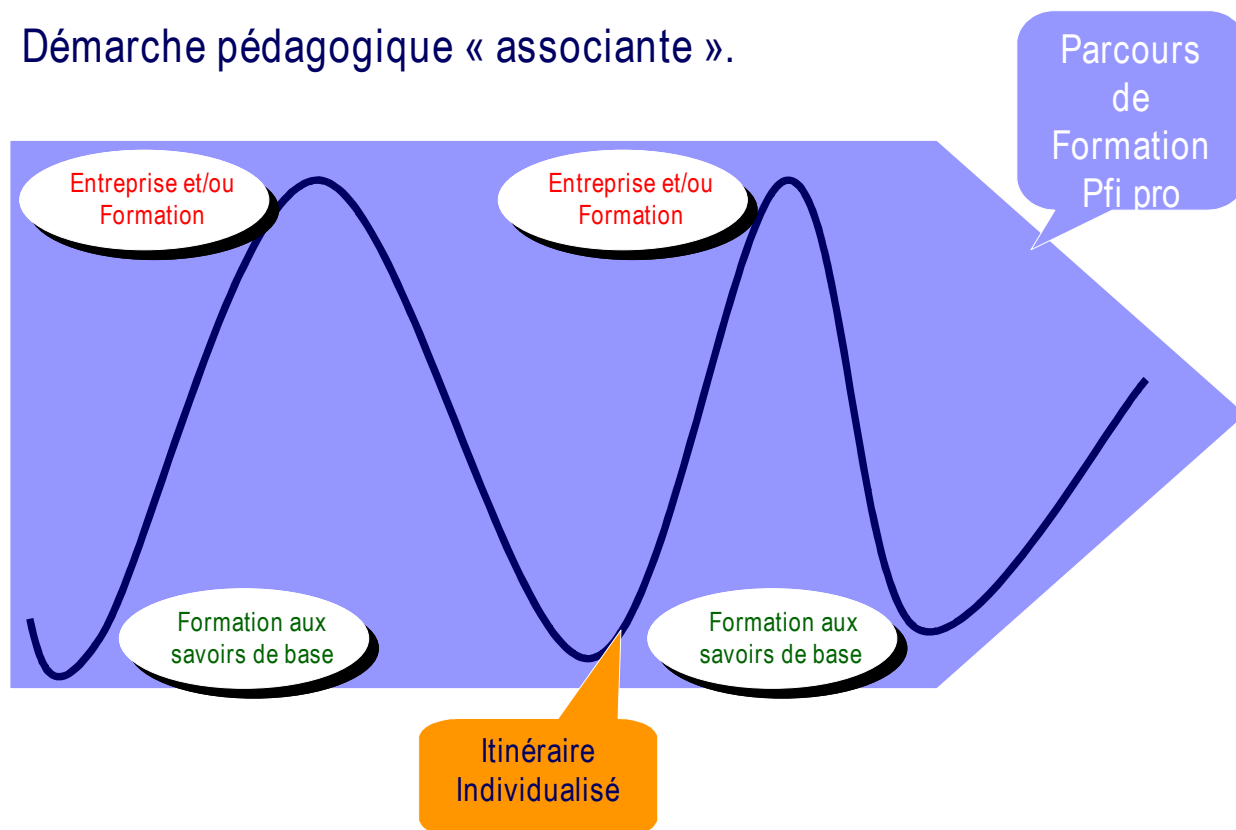 Démarche pédagogique « associante ».
Parcours
de
Formation
Pfi pro
Entreprise et/ou
Formation
Entreprise et/ou
Formation
Formation aux
savoirs de base
Formation aux
savoirs de base
Itinéraire
Individualisé